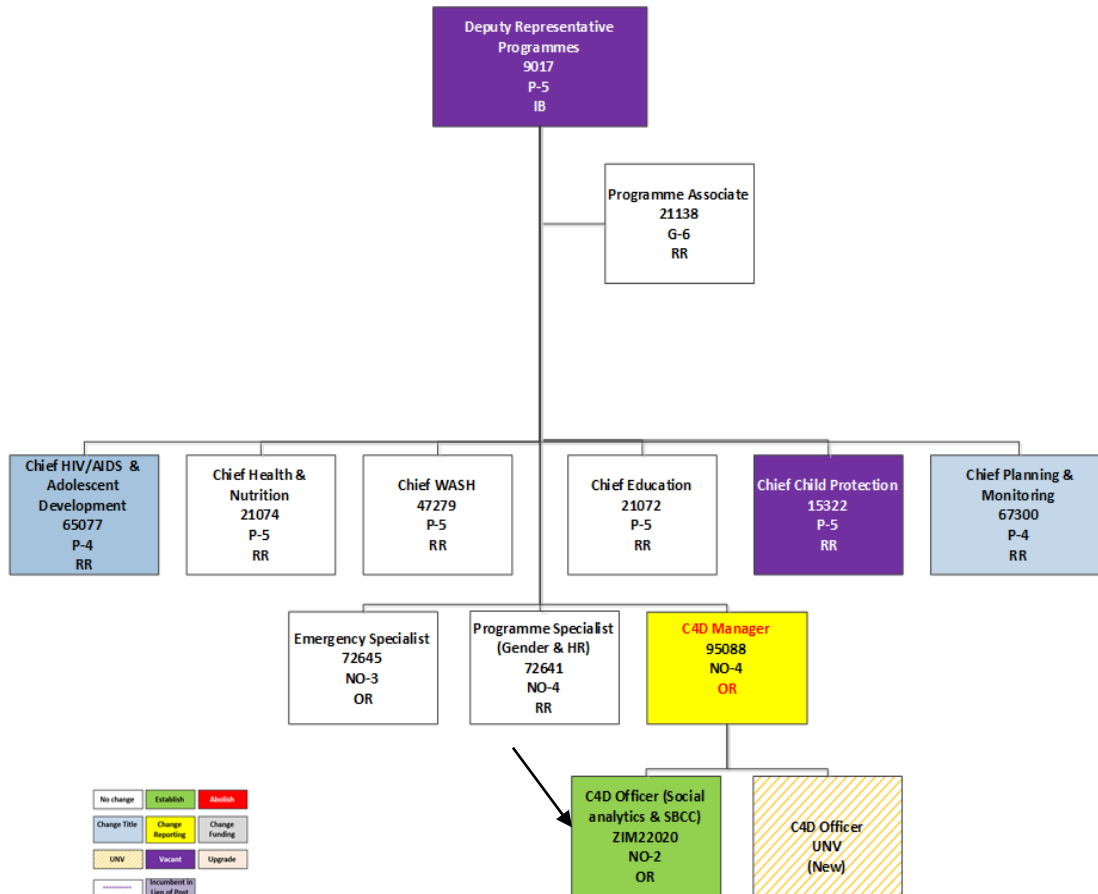 Deputy Representative
Programmes
9017
P-5
IB
Programme Associate
21138
G-6
RR
Chief HIV/AIDS &
Adolescent
Development
65077
P-4
RR
Chief Health &
Nutrition
21074
P-5
RR
Chief WASH
47279
P-5
RR
Chief Education
21072
P-5
RR
Chief Child Protection
15322
P-5
RR
Chief Planning &
Monitoring
67300
P-4
RR
Emergency Specialist
72645
NO-3
OR
Programme Specialist
(Gender & HR)
72641
NO-4
RR
C4D Manager
95088
NO-4
OR
C4D Officer (Social
analytics & SBCC)
ZIM22020
NO-2
OR
C4D Officer
UNV
(New)
No change
Establish
Abolish
Change Title
Change
Reporting
Change
Funding
UNV
Vacant
Upgrade
Incumbent in
Lien of Post